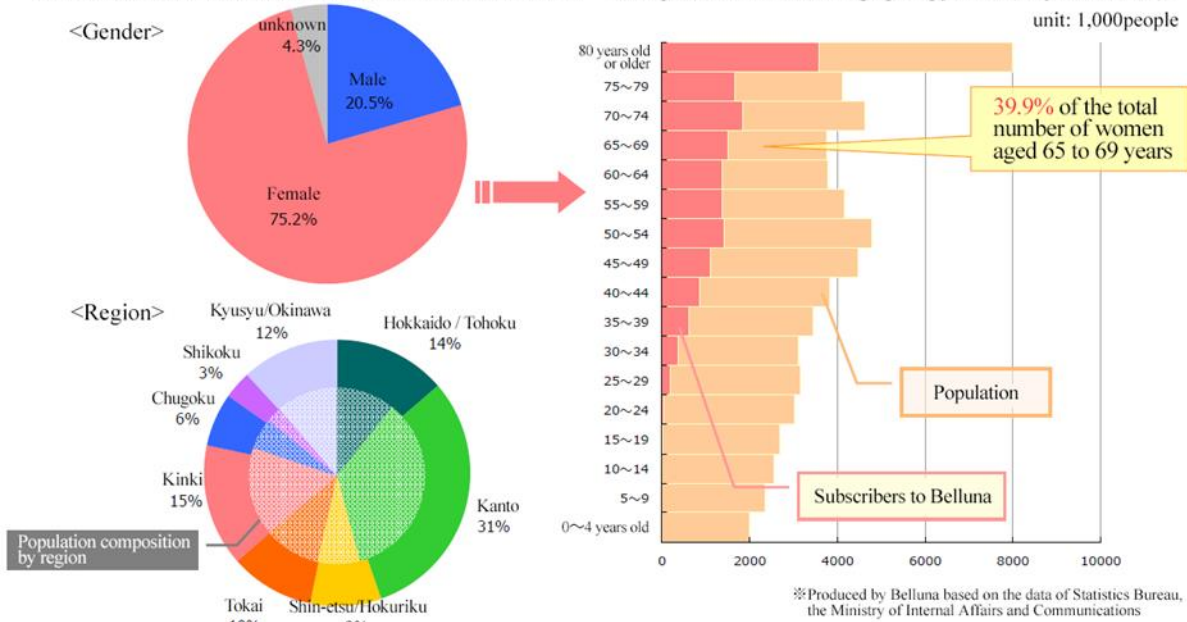 unit: 1,000people
<Gender>
unknown
4.3%
Male
20.5%
Female
75.2%
<Region>
Kyusyu/Okinawa
12%
Hokkaido / Tohoku
14%
Shikoku
3%
Chugoku
6%
Kinki
15%
Kanto
31%
Population composition
by region
Tokai
Shin-etsu/Hokuriku
80 years old
or older
75~79
70~74
65~69
60~64
55~59
50~54
45~49
40~44
35~39
30~34
25~29
20~24
15~19
10~14
5~9
0~4 years old
0
2000
4000
6000
8000
10000
39.9% of the total
number of women
aged 65 to 69 years
Population
Subscribers to Belluna
※Produced by Belluna based on the data of Statistics Bureau,
the Ministry of Internal Affairs and Communications